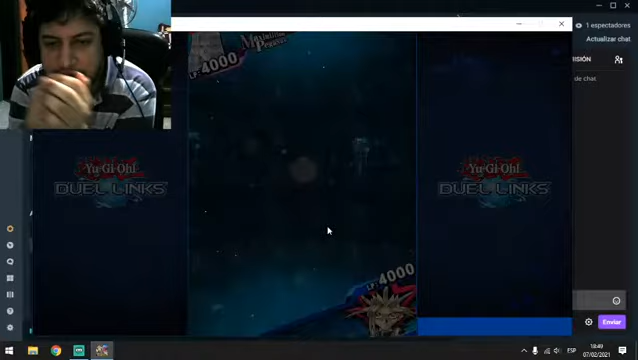 1 espectadores
Actualizar chat
ISIÓN
de chat
Maximillion
Pegasus
LP: 4000
Yu-Gi-Oh!
DUEL LINKS
Yu-Gi-Oh!
DUEL LINKS
LP: 4000
Enviar
ESP
18:49
07/02/2021